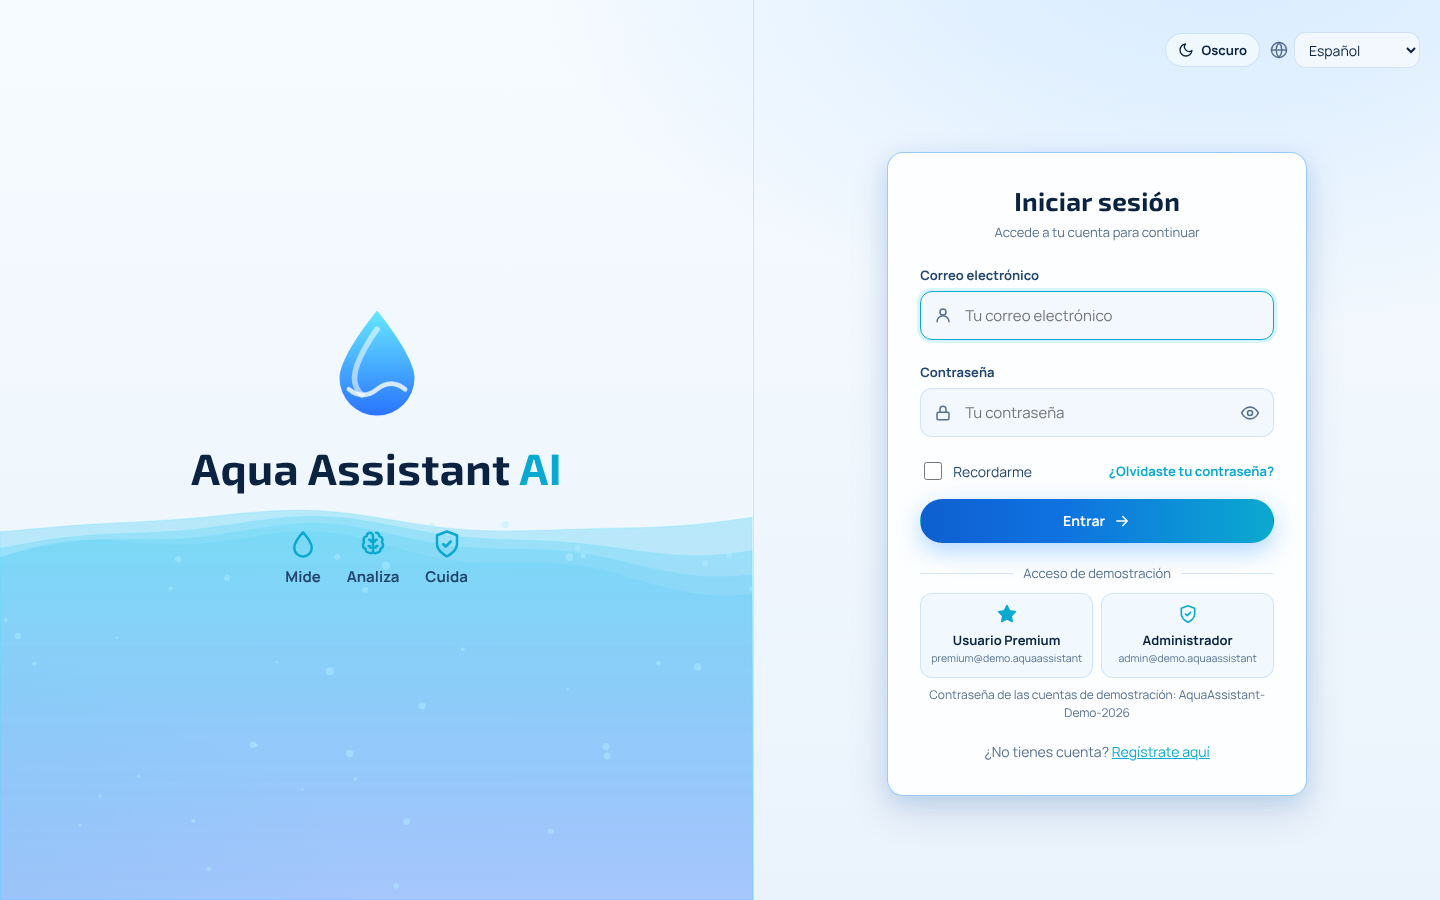 Oscuro
Español
Aqua Assistant AI
Mide
Analiza
Cuida
Iniciar sesión
Accede a tu cuenta para continuar
Correo electrónico
Tu correo electrónico
Contraseña
Tu contraseña
Recordarme
¿Olvidaste tu contraseña?
Entrar
Acceso de demostración
Usuario Premium
premium@demo.aquaassistant
Administrador
admin@demo.aquaassistant
Contraseña de las cuentas de demostración: AquaAssistant-
Demo-2026
¿No tienes cuenta? Regístrate aquí